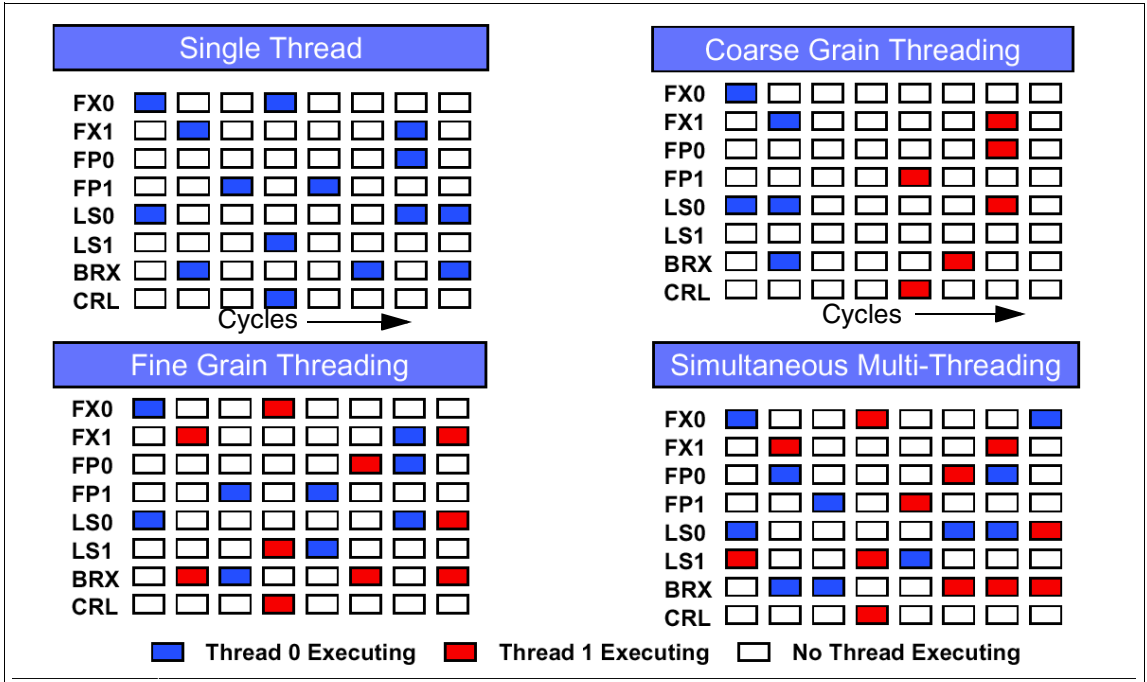 Single Thread
FX0
FX1
FP0
FP1
LS0
LS1
BRX
CRL
Cycles
Coarse Grain Threading
FX0
FX1
FP0
FP1
LS0
LS1
BRX
CRL
Cycles
Fine Grain Threading
FX0
FX1
FP0
FP1
LS0
LS1
BRX
CRL
Simultaneous Multi-Threading
FX0
FX1
FP0
FP1
LS0
LS1
BRX
CRL
Thread 0 Executing
Thread 1 Executing
No Thread Executing